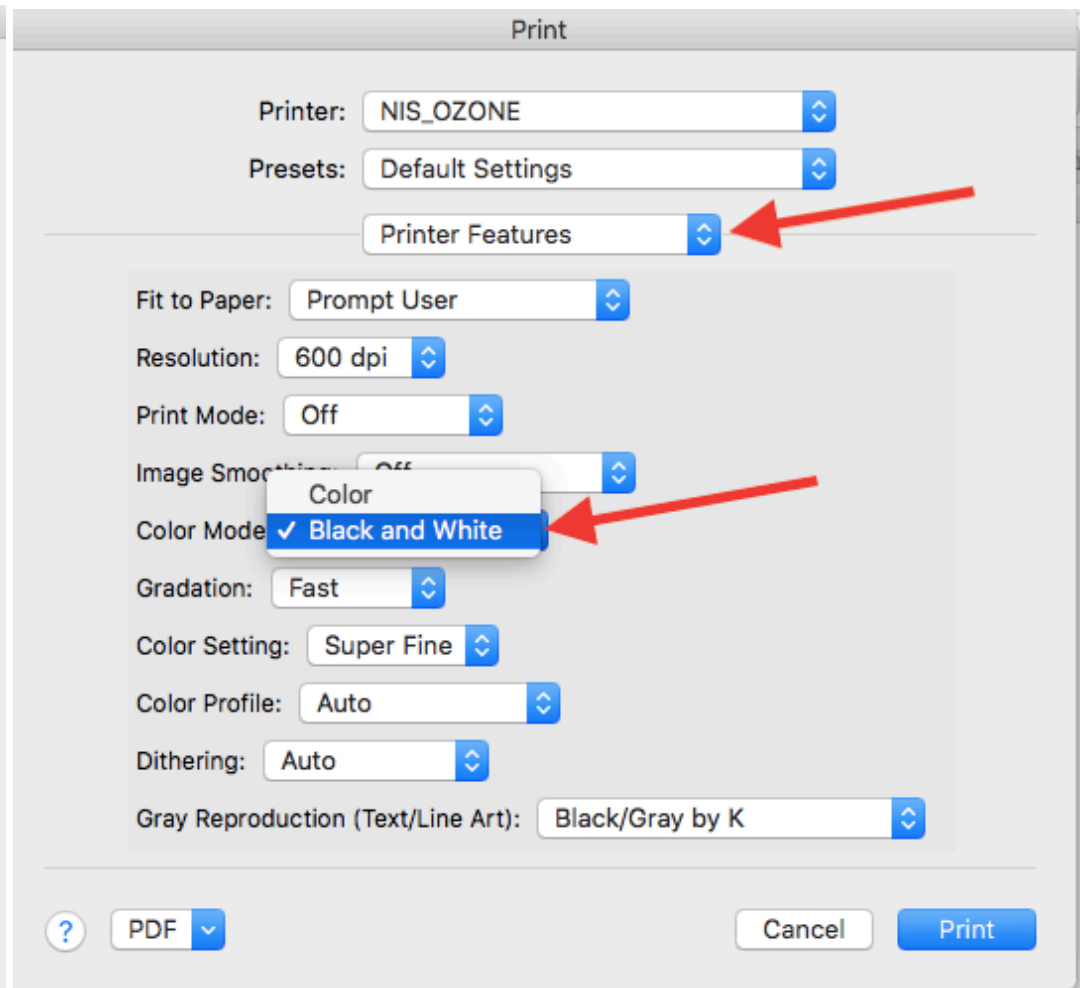 Print
Printer: NIS_OZONE
Presets: Default Settings
Printer Features
Fit to Paper: Prompt User
Resolution: 600 dpi
Print Mode: Off
Image Off
Color
Color Mode ✓ Black and White
Gradation: Fast
Color Setting: Super Fine
Color Profile: Auto
Dithering: Auto
Gray Reproduction (Text/Line Art): Black/Gray by K
? PDF Cancel Print